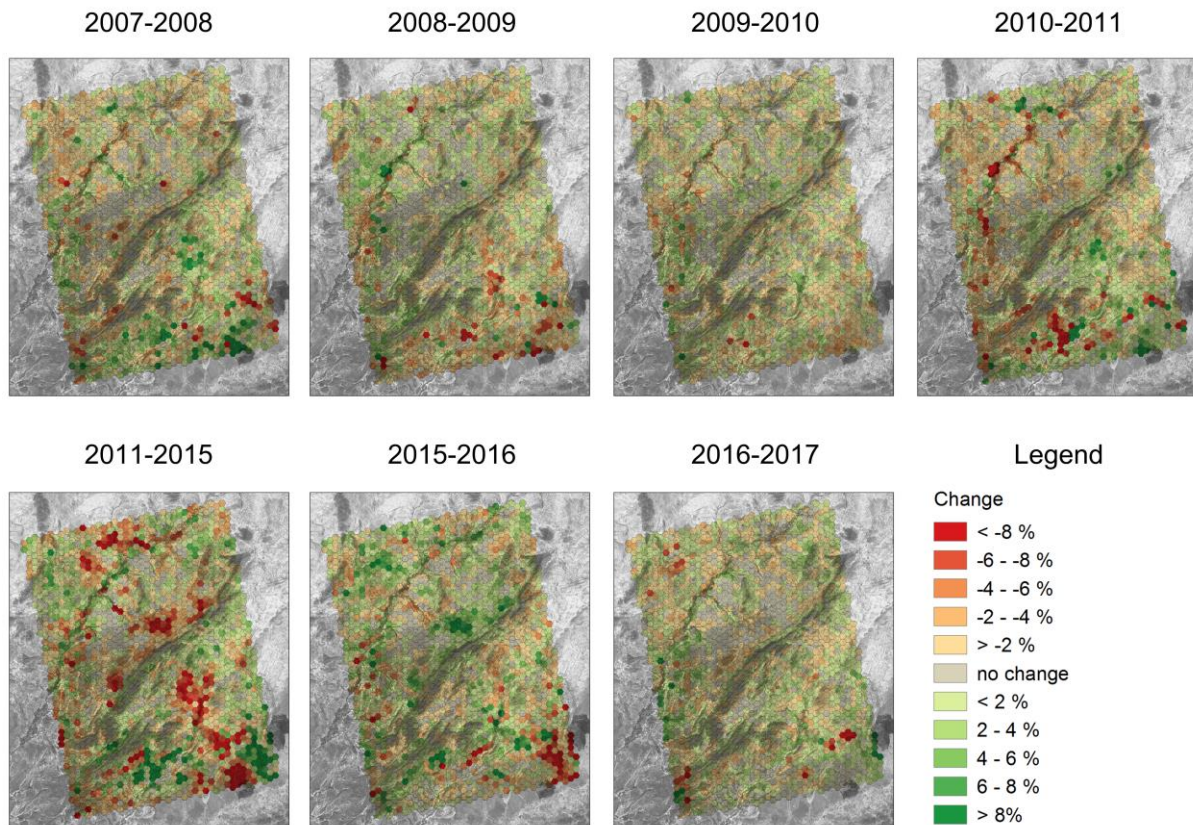 2007-2008
2008-2009
2009-2010
2010-2011
2011-2015
2015-2016
2016-2017
Legend
Change
< -8 %
-6 - -8 %
-4 - -6 %
-2 - -4 %
> -2 %
no change
< 2 %
2 - 4 %
4 - 6 %
6 - 8 %
> 8%